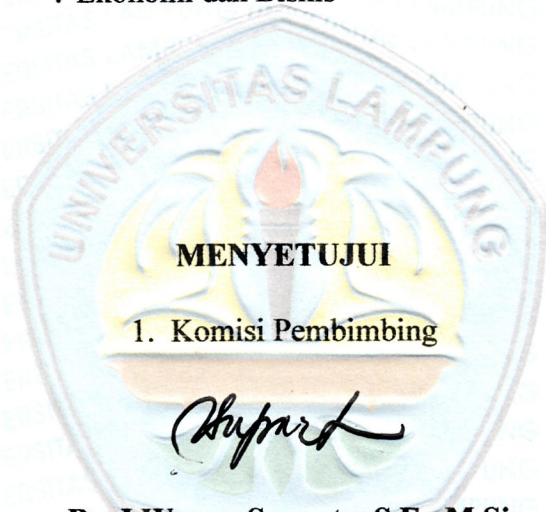 Ekonomi dan Bisnis
UNIVERSITAS LAMPUNG
MENYETUJUI
1. Komisi Pembimbing